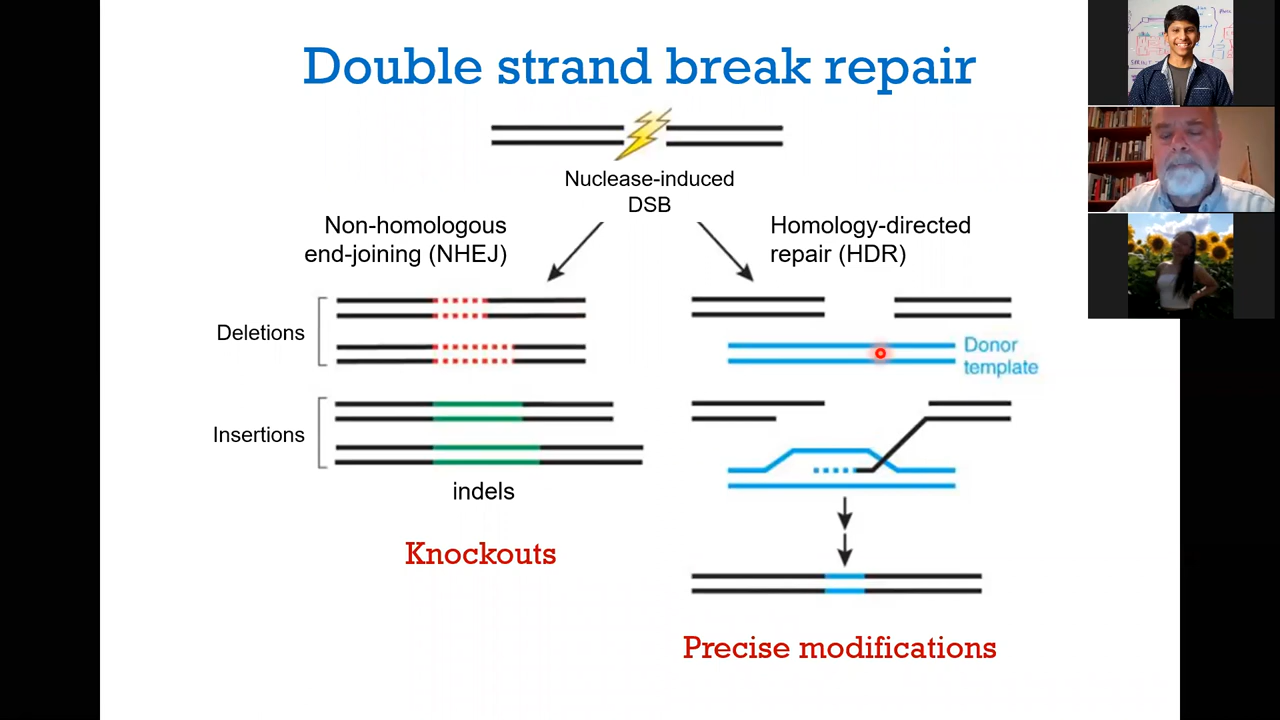 Double strand break repair
Nuclease-induced
DSB
Non-homologous
end-joining (NHEJ)
Homology-directed
repair (HDR)
Deletions
Insertions
indels
Knockouts
Donor
template
Precise modifications